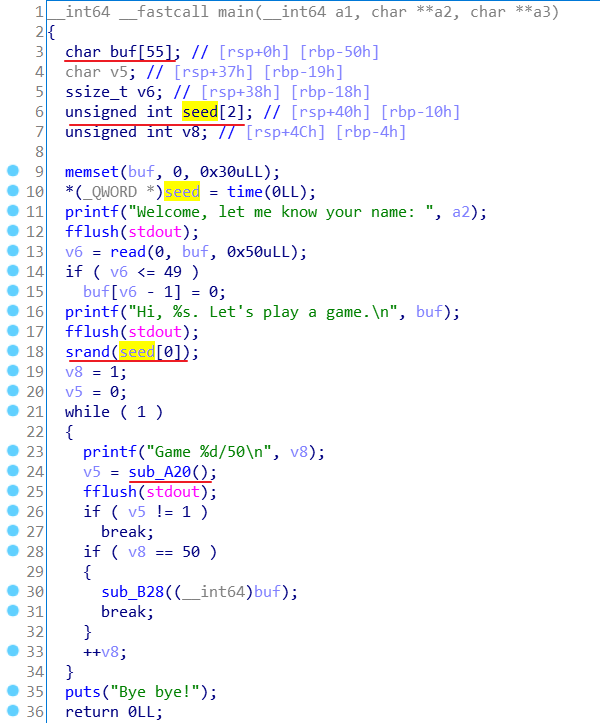 1 __int64 __fastcall main(__int64 a1, char **a2, char **a3)
2 {
3 char buf[55]; // [rsp+0h] [rbp-50h]
4 char v5; // [rsp+37h] [rbp-19h]
5 ssize_t v6; // [rsp+38h] [rbp-18h]
6 unsigned int seed[2]; // [rsp+40h] [rbp-10h]
7 unsigned int v8; // [rsp+4Ch] [rbp-4h]
8
9 memset(buf, 0, 0x30uLL);
10 *(_QWORD *)seed = time(0LL);
11 printf("Welcome, let me know your name: ", a2);
12 fflush(stdout);
13 v6 = read(0, buf, 0x50uLL);
14 if ( v6 <= 49 )
15 buf[v6 - 1] = 0;
16 printf("Hi, %s. Let's play a game.\n", buf);
17 fflush(stdout);
18 srand(seed[0]);
19 v8 = 1;
20 v5 = 0;
21 while ( 1 )
22 {
23 printf("Game %d/50\n", v8);
24 v5 = sub_A20();
25 fflush(stdout);
26 if ( v5 != 1 )
27 break;
28 if ( v8 == 50 )
29 {
30 sub_B28((__int64)buf);
31 break;
32 }
33 ++v8;
34 }
35 puts("Bye bye!");
36 return 0LL;